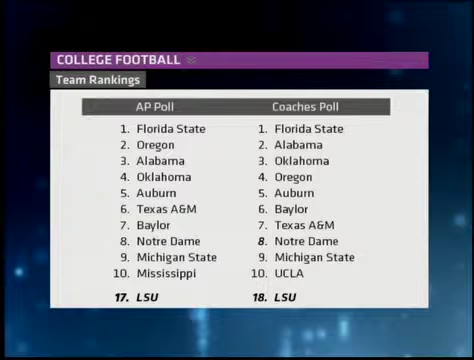 COLLEGE FOOTBALL
Team Rankings
AP Poll Coaches Poll
1. Florida State 1. Florida State
2. Oregon 2. Alabama
3. Alabama 3. Oklahoma
4. Oklahoma 4. Oregon
5. Auburn 5. Auburn
6. Texas A&M 6. Baylor
7. Baylor 7. Texas A&M
8. Notre Dame 8. Notre Dame
9. Michigan State 9. Michigan State
10. Mississippi 10. UCLA
17. LSU 18. LSU